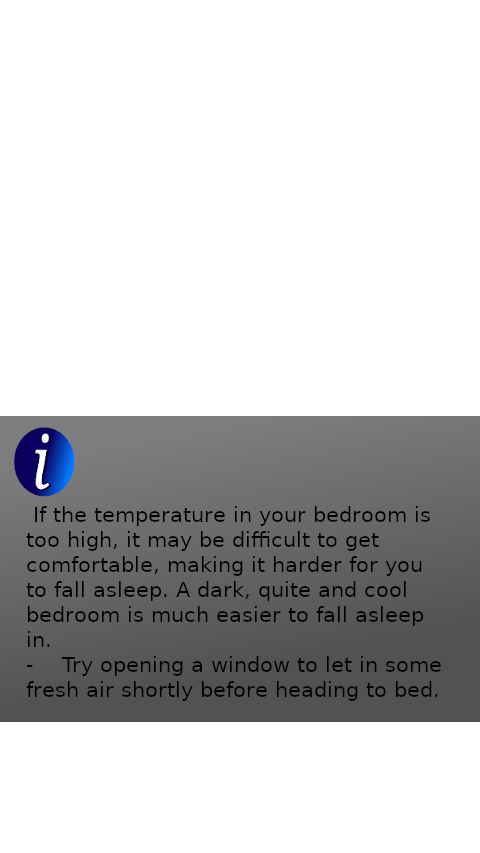 i
If the temperature in your bedroom is
too high, it may be difficult to get
comfortable, making it harder for you
to fall asleep. A dark, quite and cool
bedroom is much easier to fall asleep
in.
-    Try opening a window to let in some
fresh air shortly before heading to bed.